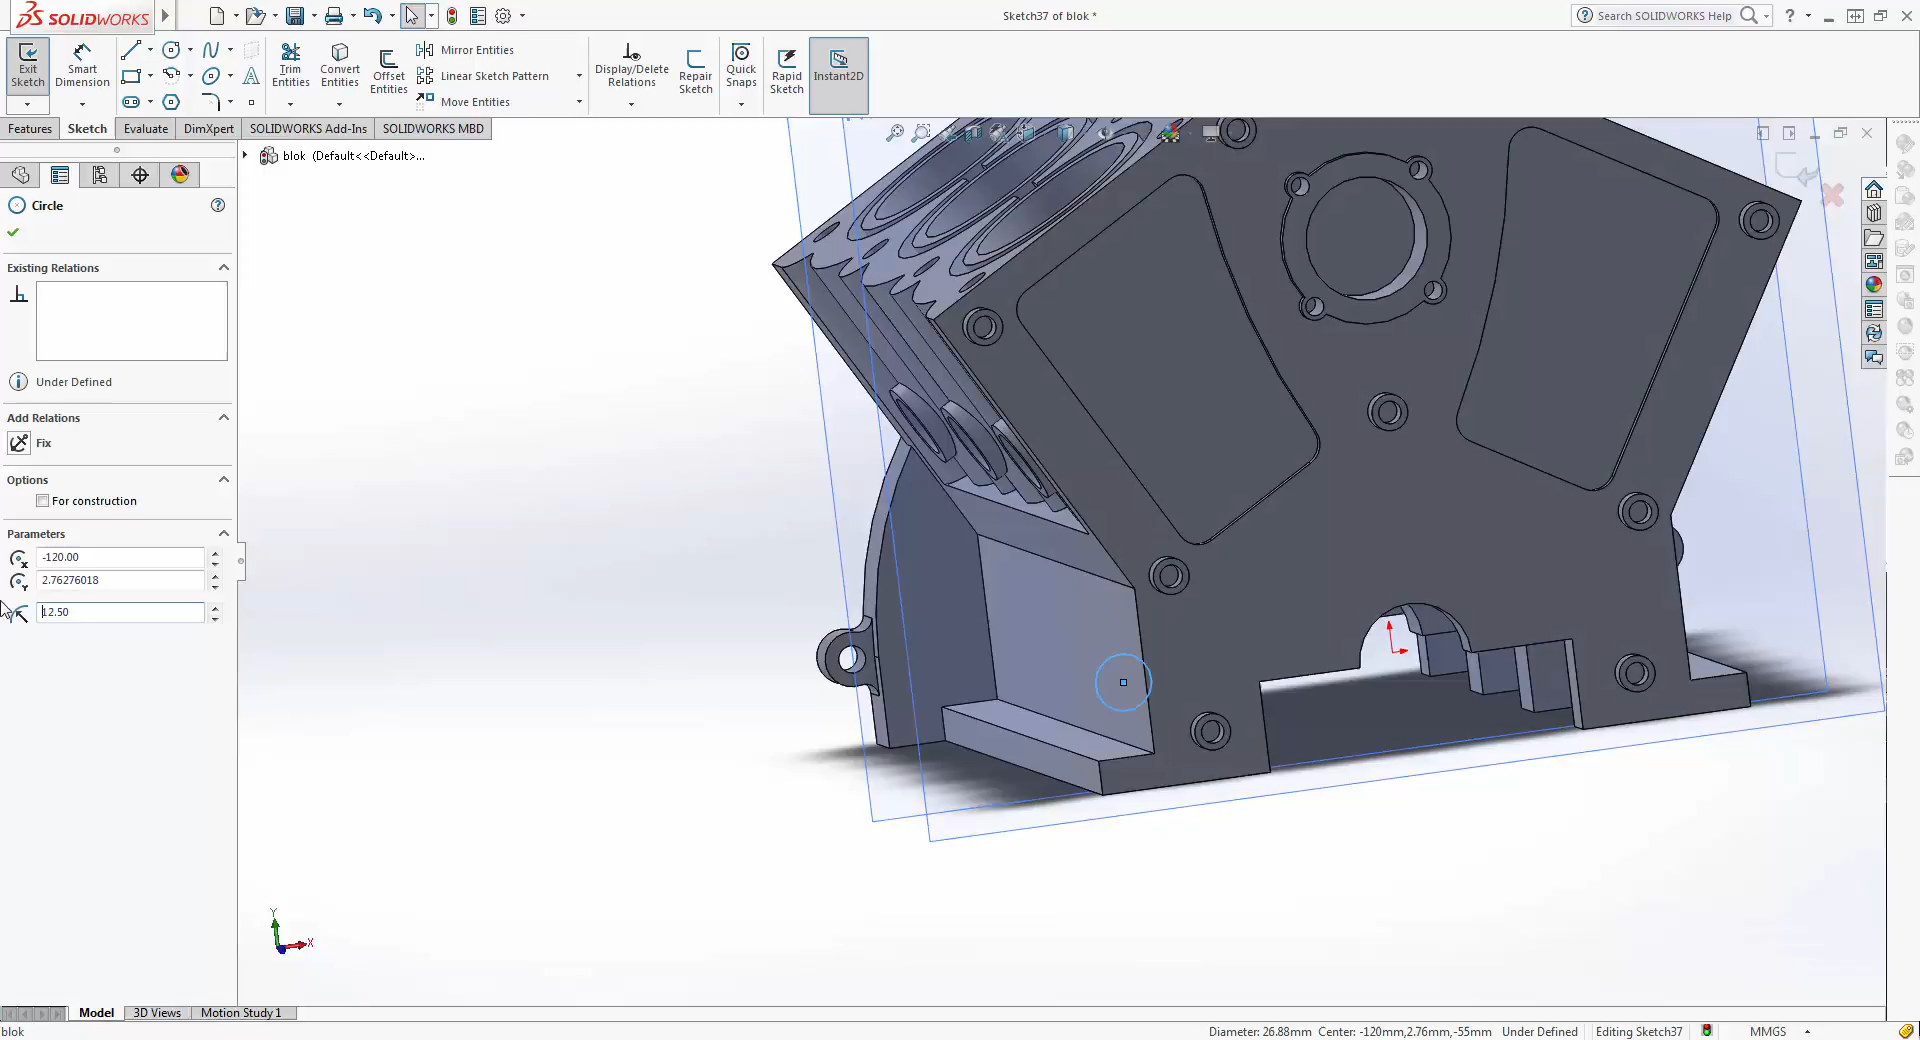 SOLIDWORKS
Sketch37 of blok *
Search SOLIDWORKS Help
?
Exit Sketch
Smart Dimension
Trim Entities
Convert Entities
Offset Entities
Mirror Entities
Linear Sketch Pattern
Move Entities
Display/Delete Relations
Repair Sketch
Quick Snaps
Rapid Sketch
Instant2D
Features
Sketch
Evaluate
DimXpert
SOLIDWORKS Add-Ins
SOLIDWORKS MBD
blok (Default<<Default>...
Circle
?
Existing Relations
Under Defined
Add Relations
Fix
Options
For construction
Parameters
-120.00
2.76276018
12.50
Y
X
Model
3D Views
Motion Study 1
blok
Diameter: 26.88mm
Center: -120mm,2.76mm,-55mm
Under Defined
Editing Sketch37
MMGS